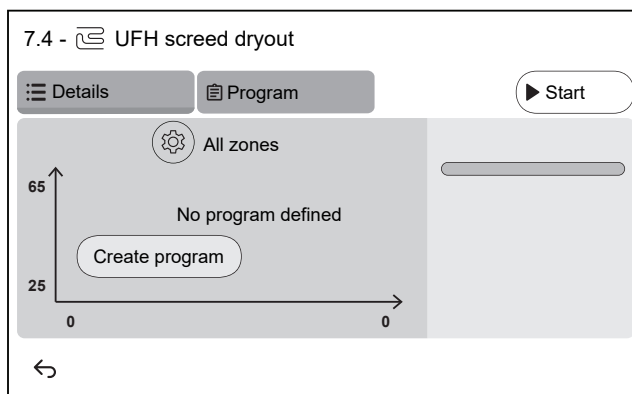 7.4 - UFH screed dryout
Details
Program
Start
All zones
65
No program defined
Create program
25
0
0